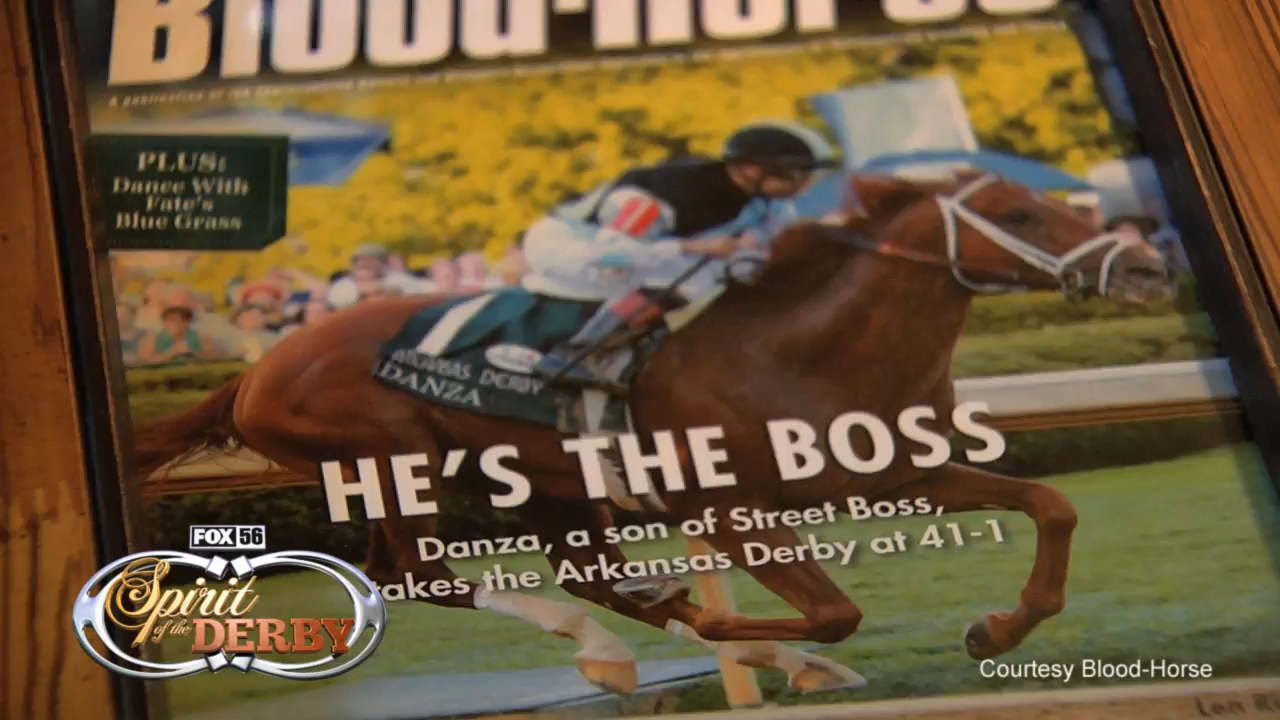 Blood-Horse
PLUS:
Dance With
Fate's
Blue Grass
DERBY
DANZA
HE'S THE BOSS
Danza, a son of Street Boss,
takes the Arkansas Derby at 41-1
FOX 56
Spirit
of the DERBY
Courtesy Blood-Horse